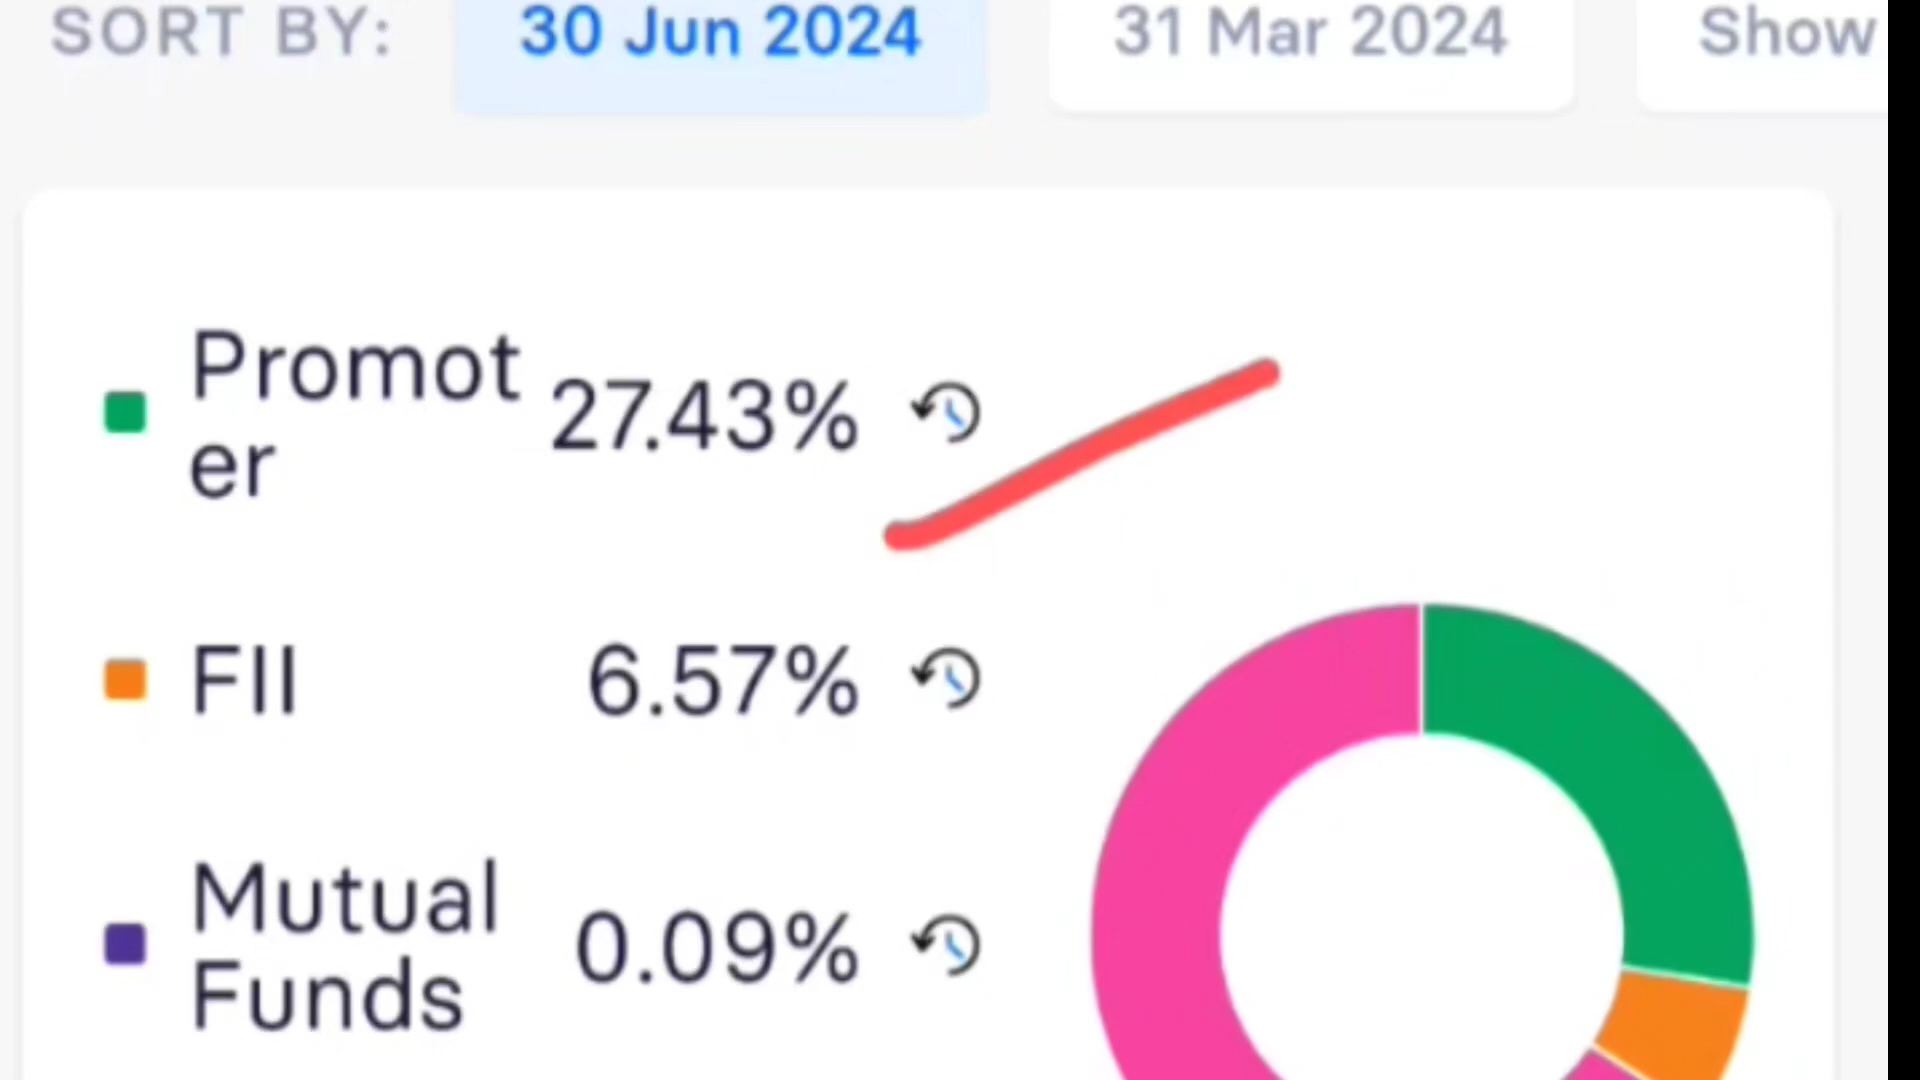 SORT BY: 30 Jun 2024 31 Mar 2024 Show
Promot
er 27.43%
FII 6.57%
Mutual
Funds 0.09%